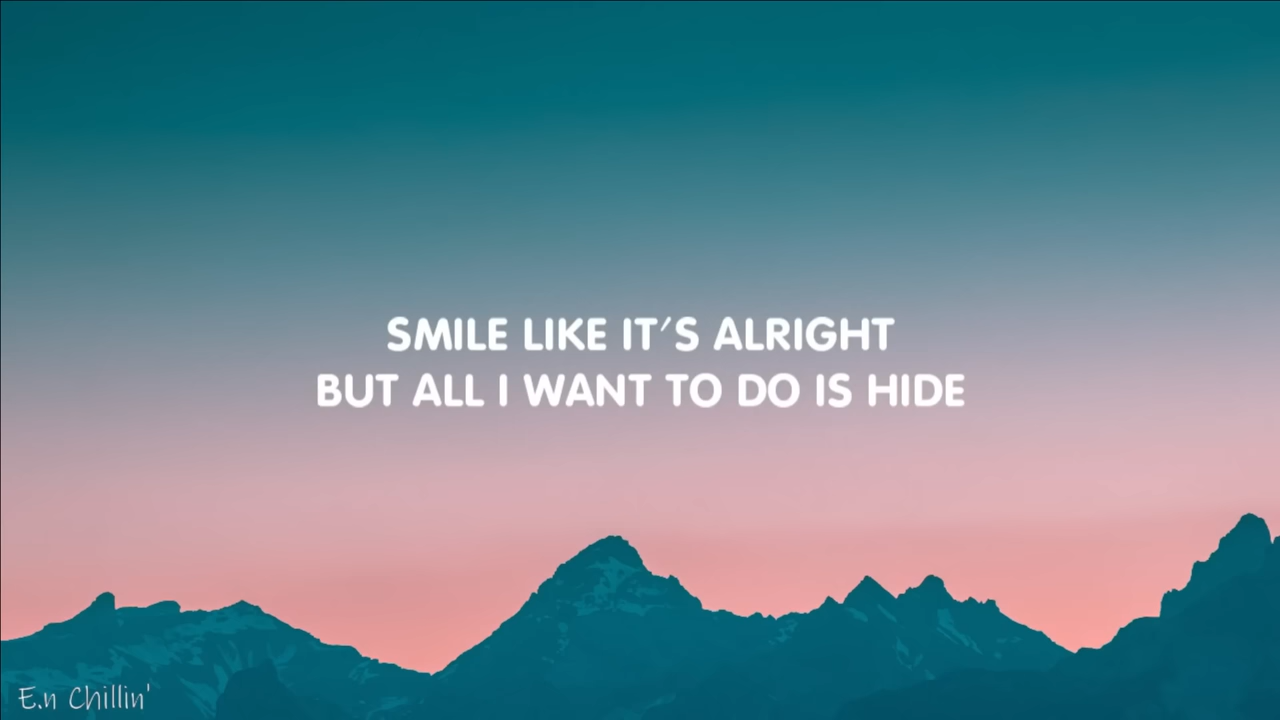 SMILE LIKE IT'S ALRIGHT
BUT ALL I WANT TO DO IS HIDE
E.n Chillin'